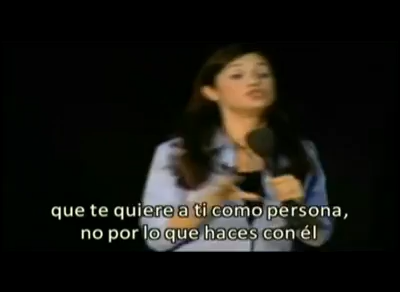 que te quiere a ti como persona,
no por lo que haces con él